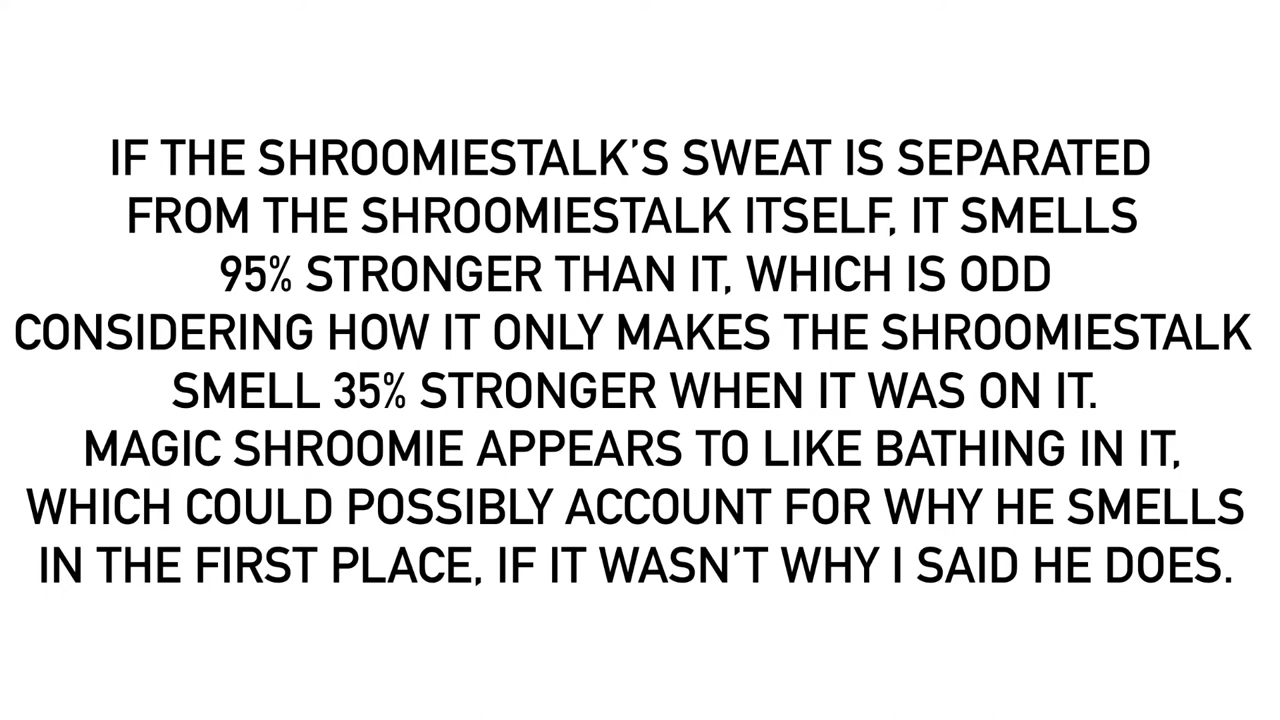 IF THE SHROOMIESTALK’S SWEAT IS SEPARATED
FROM THE SHROOMIESTALK ITSELF, IT SMELLS
95% STRONGER THAN IT, WHICH IS ODD
CONSIDERING HOW IT ONLY MAKES THE SHROOMIESTALK
SMELL 35% STRONGER WHEN IT WAS ON IT.
MAGIC SHROOMIE APPEARS TO LIKE BATHING IN IT,
WHICH COULD POSSIBLY ACCOUNT FOR WHY HE SMELLS
IN THE FIRST PLACE, IF IT WASN’T WHY I SAID HE DOES.